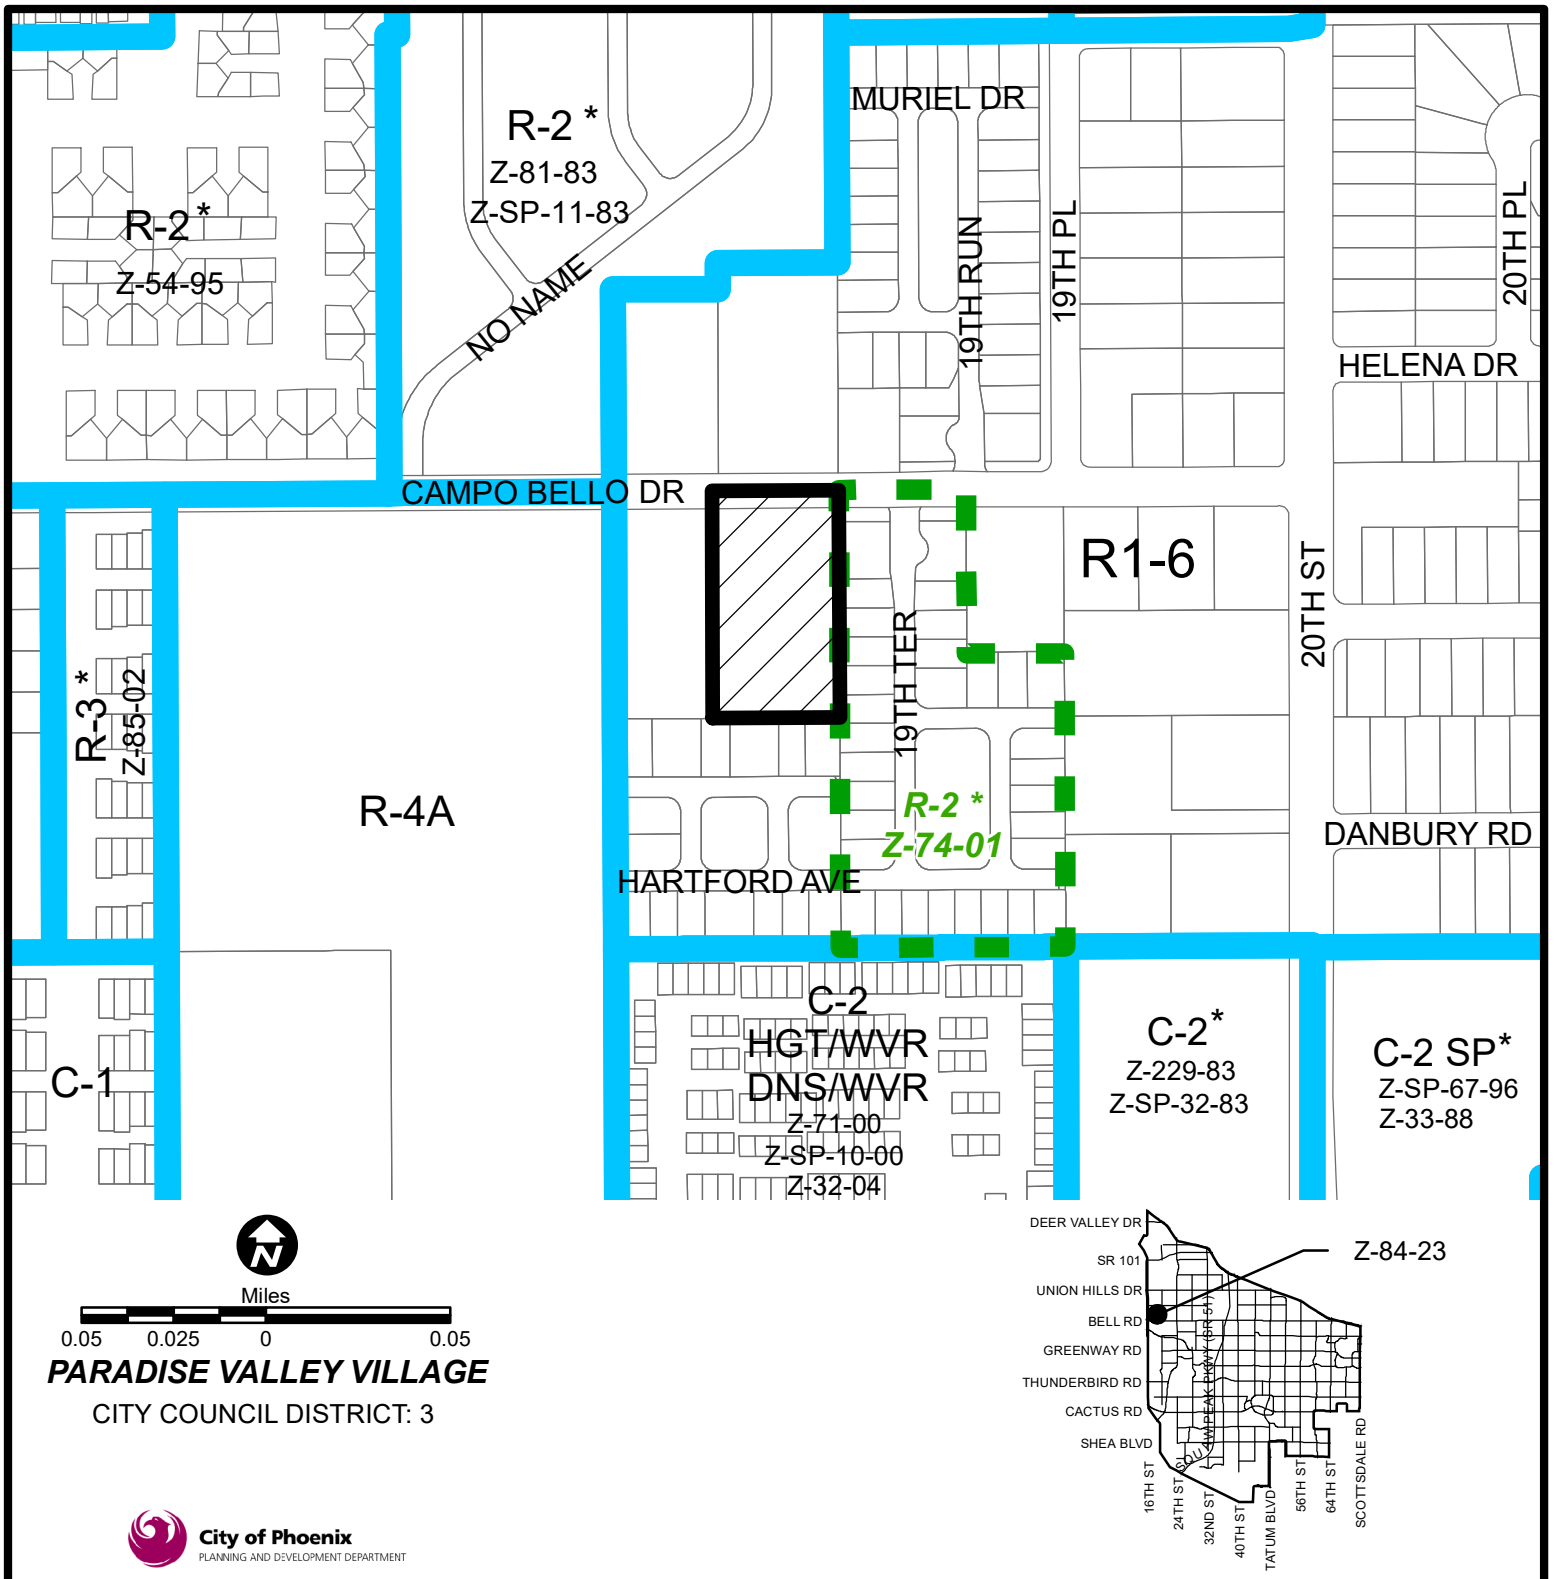 MURIEL DR
R-2 *
Z-81-83
Z-SP-11-83
R-2 *
Z-54-95
NO NAME
19TH RUN
19TH PL
20TH PL
HELENA DR
CAMPO BELLO DR
R1-6
20TH ST
19TH TER
R-3 *
Z-85-02
R-4A
R-2 *
Z-74-01
DANBURY RD
HARTFORD AVE
C-2
HGT/WVR
DNS/WVR
Z-71-00
Z-SP-10-00
Z-32-04
C-2 *
Z-229-83
Z-SP-32-83
C-2 SP *
Z-SP-67-96
Z-33-88
C-1
N
Miles
0.05 0.025 0 0.05
PARADISE VALLEY VILLAGE
CITY COUNCIL DISTRICT: 3
City of Phoenix
PLANNING AND DEVELOPMENT DEPARTMENT
Z-84-23
DEER VALLEY DR
SR 101
UNION HILLS DR
BELL RD
GREENWAY RD
THUNDERBIRD RD
CACTUS RD
SHEA BLVD
SQUAW PEAK PKWY (SR 51)
16TH ST
24TH ST
32ND ST
40TH ST
TATUM BLVD
56TH ST
64TH ST
SCOTTSDALE RD